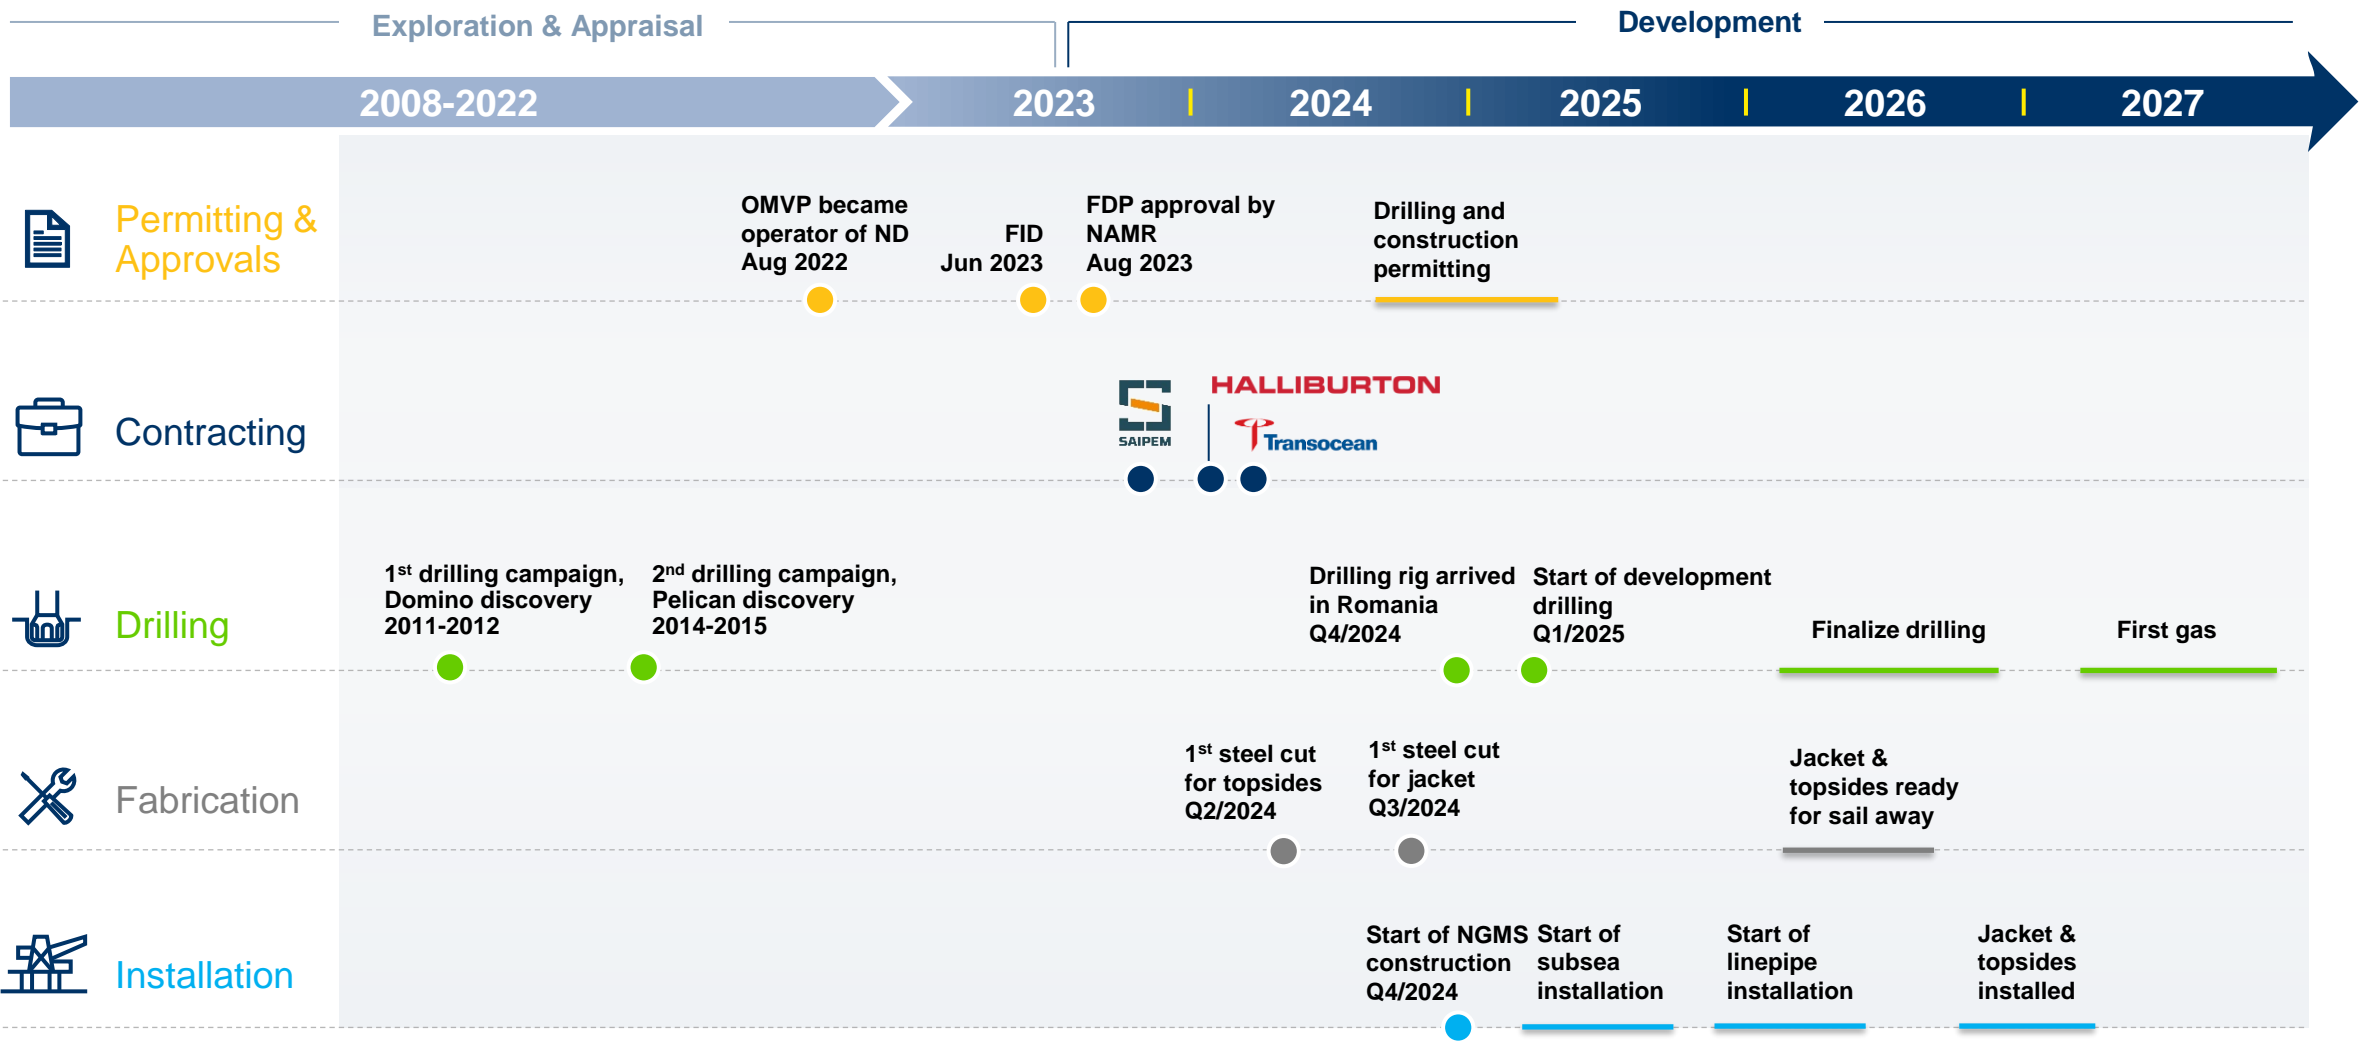 Exploration & Appraisal
Development
2008-2022
2023
2024
2025
2026
2027
Permitting &
Approvals
OMVP became
operator of ND
Aug 2022
FID
Jun 2023
FDP approval by
NAMR
Aug 2023
Drilling and
construction
permitting
Contracting
SAIPEM
HALLIBURTON
Transocean
Drilling
1st drilling campaign,
Domino discovery
2011-2012
2nd drilling campaign,
Pelican discovery
2014-2015
Drilling rig arrived
in Romania
Q4/2024
Start of development
drilling
Q1/2025
Finalize drilling
First gas
Fabrication
1st steel cut
for topsides
Q2/2024
1st steel cut
for jacket
Q3/2024
Jacket &
topsides ready
for sail away
Installation
Start of NGMS
construction
Q4/2024
Start of
subsea
installation
Start of
linepipe
installation
Jacket &
topsides
installed